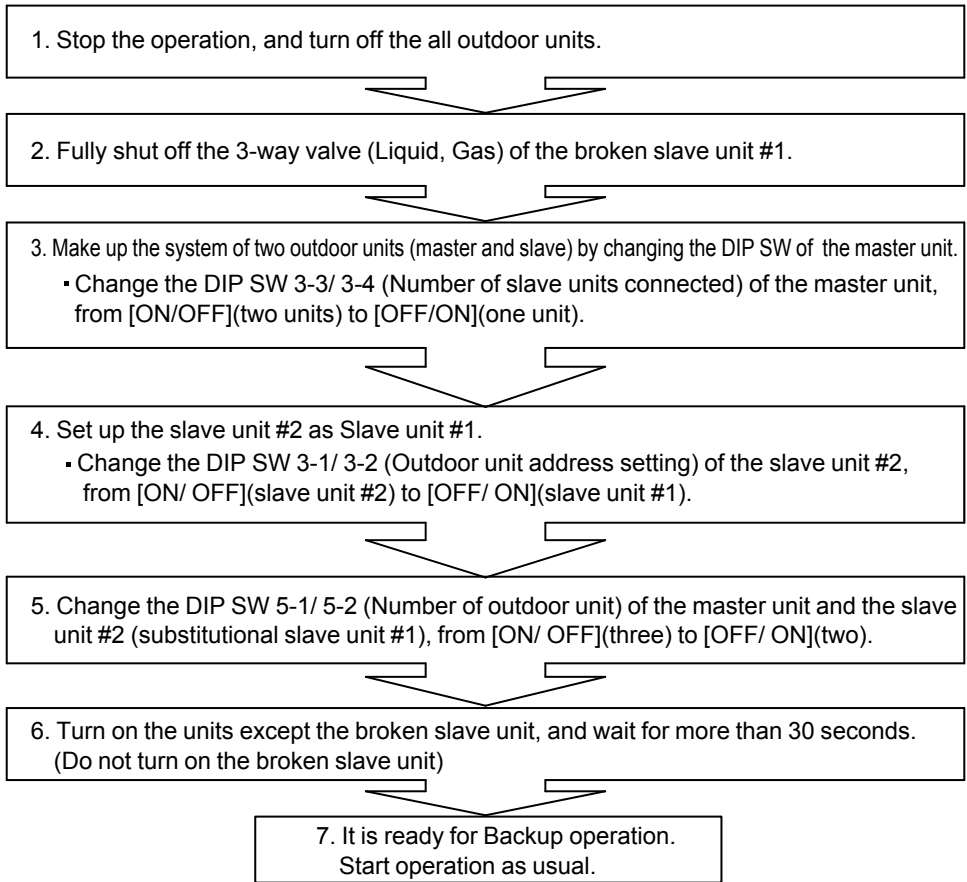 1. Stop the operation, and turn off the all outdoor units.
2. Fully shut off the 3-way valve (Liquid, Gas) of the broken slave unit #1.
3. Make up the system of two outdoor units (master and slave) by changing the DIP SW of the master unit.
▪ Change the DIP SW 3-3/ 3-4 (Number of slave units connected) of the master unit,
from [ON/OFF](two units) to [OFF/ON](one unit).
4. Set up the slave unit #2 as Slave unit #1.
▪ Change the DIP SW 3-1/ 3-2 (Outdoor unit address setting) of the slave unit #2,
from [ON/ OFF](slave unit #2) to [OFF/ ON](slave unit #1).
5. Change the DIP SW 5-1/ 5-2 (Number of outdoor unit) of the master unit and the slave
unit #2 (substitutional slave unit #1), from [ON/ OFF](three) to [OFF/ ON](two).
6. Turn on the units except the broken slave unit, and wait for more than 30 seconds.
(Do not turn on the broken slave unit)
7. It is ready for Backup operation.
Start operation as usual.